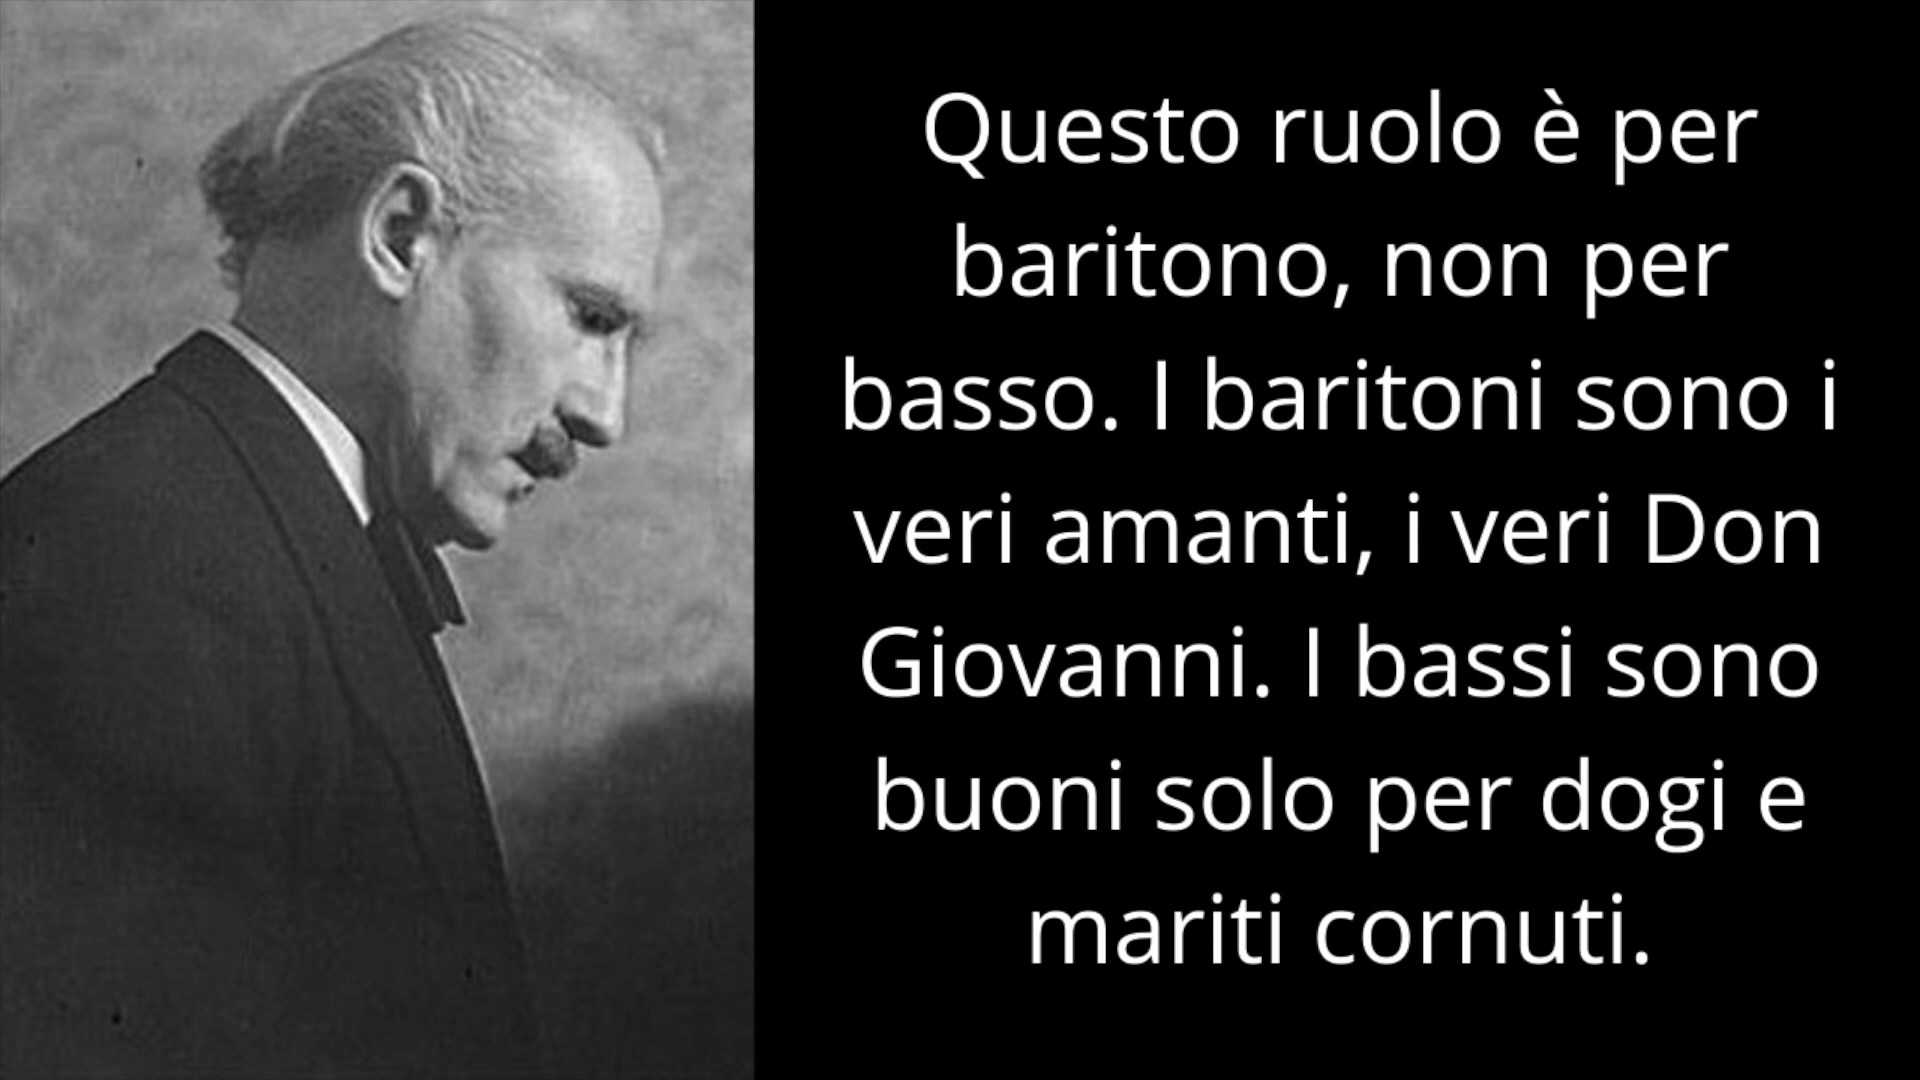 Questo ruolo è per
baritono, non per
basso. I baritoni sono i
veri amanti, i veri Don
Giovanni. I bassi sono
buoni solo per dogi e
mariti cornuti.